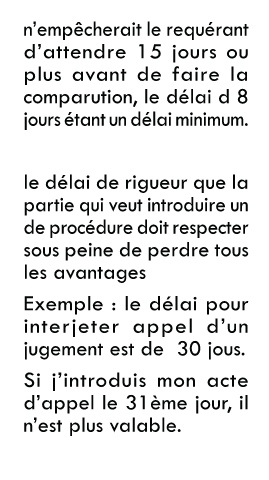 n'empêcherait le requérant
d'attendre 15 jours ou
plus avant de faire la
comparution, le délai d 8
jours étant un délai minimum.
le délai de rigueur que la
partie qui veut introduire un
de procédure doit respecter
sous peine de perdre tous
les avantages
Exemple : le délai pour
interjeter appel d'un
jugement est de 30 jous.
Si j'introduis mon acte
d'appel le 31ème jour, il
n'est plus valable.